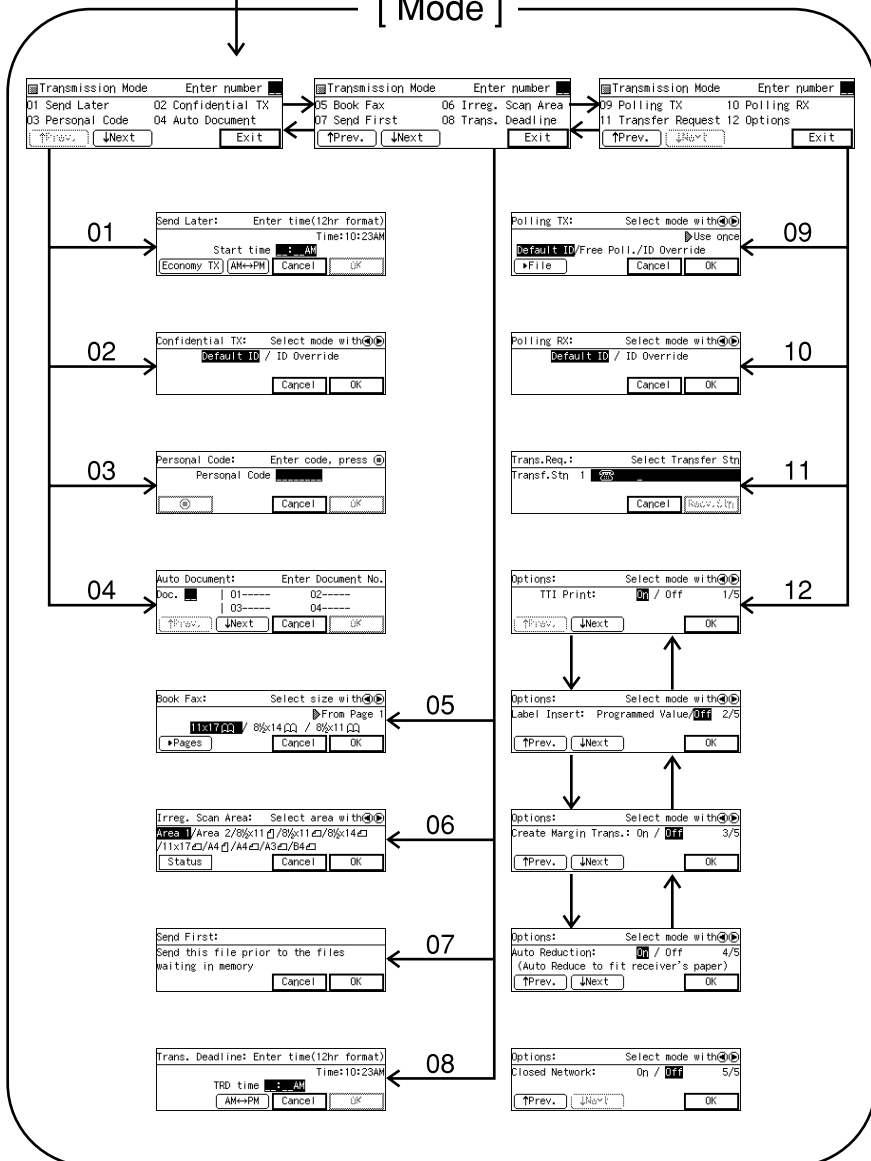 [ Mode ]
Transmission Mode Enter number
01 Send Later 02 Confidential TX
03 Personal Code 04 Auto Document
↑Prev. ↓Next Exit
Transmission Mode Enter number
05 Book Fax 06 Irreg. Scan Area
07 Send First 08 Trans. Deadline
↑Prev. ↓Next Exit
Transmission Mode Enter number
09 Polling TX 10 Polling RX
11 Transfer Request 12 Options
↑Prev. ↓Next Exit
01
Send Later: Enter time(12hr format)
Time:10:23AM
Start time __:__AM
Economy TX AM↔PM Cancel OK
02
Confidential TX: Select mode with◀▶
Default ID / ID Override
Cancel OK
03
Personal Code: Enter code, press
Personal Code ________
Cancel OK
04
Auto Document: Enter Document No.
Doc. __ | 01----- 02-----
| 03----- 04-----
↑Prev. ↓Next Cancel OK
Book Fax: Select size with◀▶
▶From Page 1
11x17 / 8½x14 / 8½x11
▶Pages Cancel OK
05
Irreg. Scan Area: Select area with◀▶
Area 1/Area 2/8½x11/8½x11/8½x14
/11x17/A4/A4/A3/B4
Status Cancel OK
06
Send First:
Send this file prior to the files
waiting in memory
Cancel OK
07
Trans. Deadline: Enter time(12hr format)
Time:10:23AM
TRD time __:__AM
AM↔PM Cancel OK
08
Polling TX: Select mode with◀▶
▶Use once
Default ID/Free Poll./ID Override
▶File Cancel OK
09
Polling RX: Select mode with◀▶
Default ID / ID Override
Cancel OK
10
Trans.Req.: Select Transfer Stn
Transf.Stn 1 ☎ _
Cancel Recv.Stn
11
Options: Select mode with◀▶
TTI Print: On / Off 1/5
↑Prev. ↓Next OK
12
Options: Select mode with◀▶
Label Insert: Programmed Value/Off 2/5
↑Prev. ↓Next OK
Options: Select mode with◀▶
Create Margin Trans.: On / Off 3/5
↑Prev. ↓Next OK
Options: Select mode with◀▶
Auto Reduction: On / Off 4/5
(Auto Reduce to fit receiver's paper)
↑Prev. ↓Next OK
Options: Select mode with◀▶
Closed Network: On / Off 5/5
↑Prev. ↓Next OK